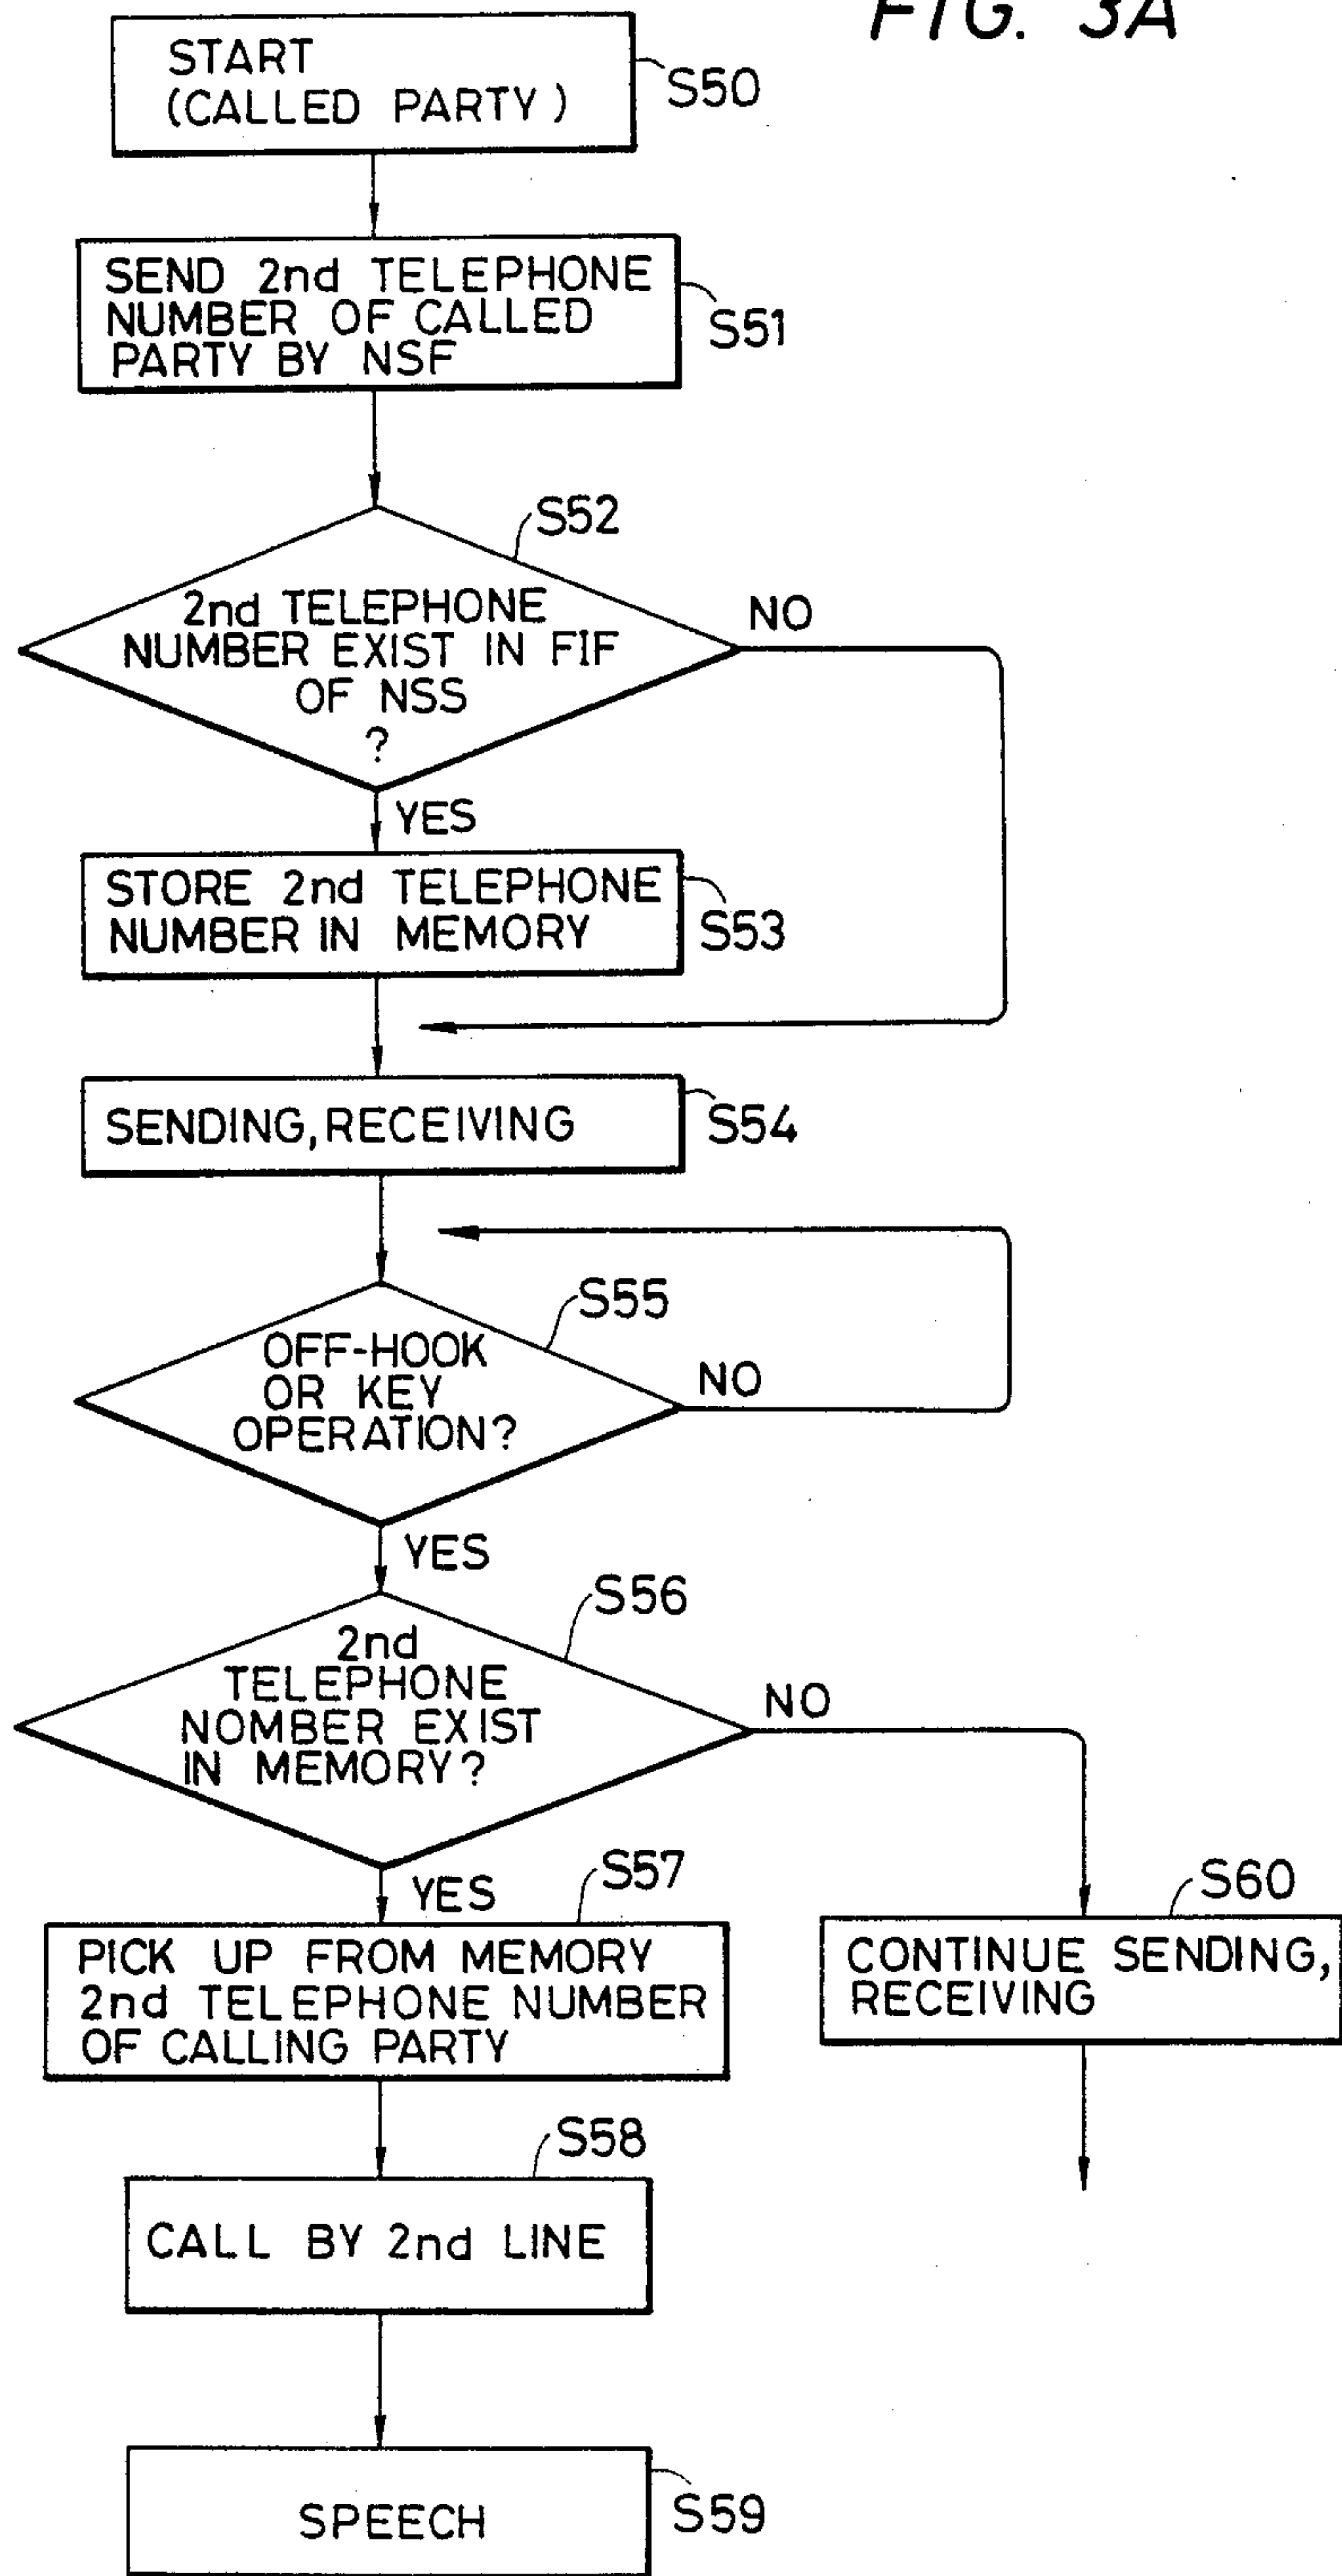 FIG. 3A
START
(CALLED PARTY)
S50
SEND 2nd TELEPHONE
NUMBER OF CALLED
PARTY BY NSF
S51
S52
2nd TELEPHONE
NUMBER EXIST IN FIF
OF NSS
?
NO
YES
STORE 2nd TELEPHONE
NUMBER IN MEMORY
S53
SENDING, RECEIVING
S54
S55
OFF-HOOK
OR KEY
OPERATION?
NO
YES
S56
2nd
TELEPHONE
NOMBER EXIST
IN MEMORY?
NO
YES
S57
PICK UP FROM MEMORY
2nd TELEPHONE NUMBER
OF CALLING PARTY
S60
CONTINUE SENDING,
RECEIVING
S58
CALL BY 2nd LINE
SPEECH
S59